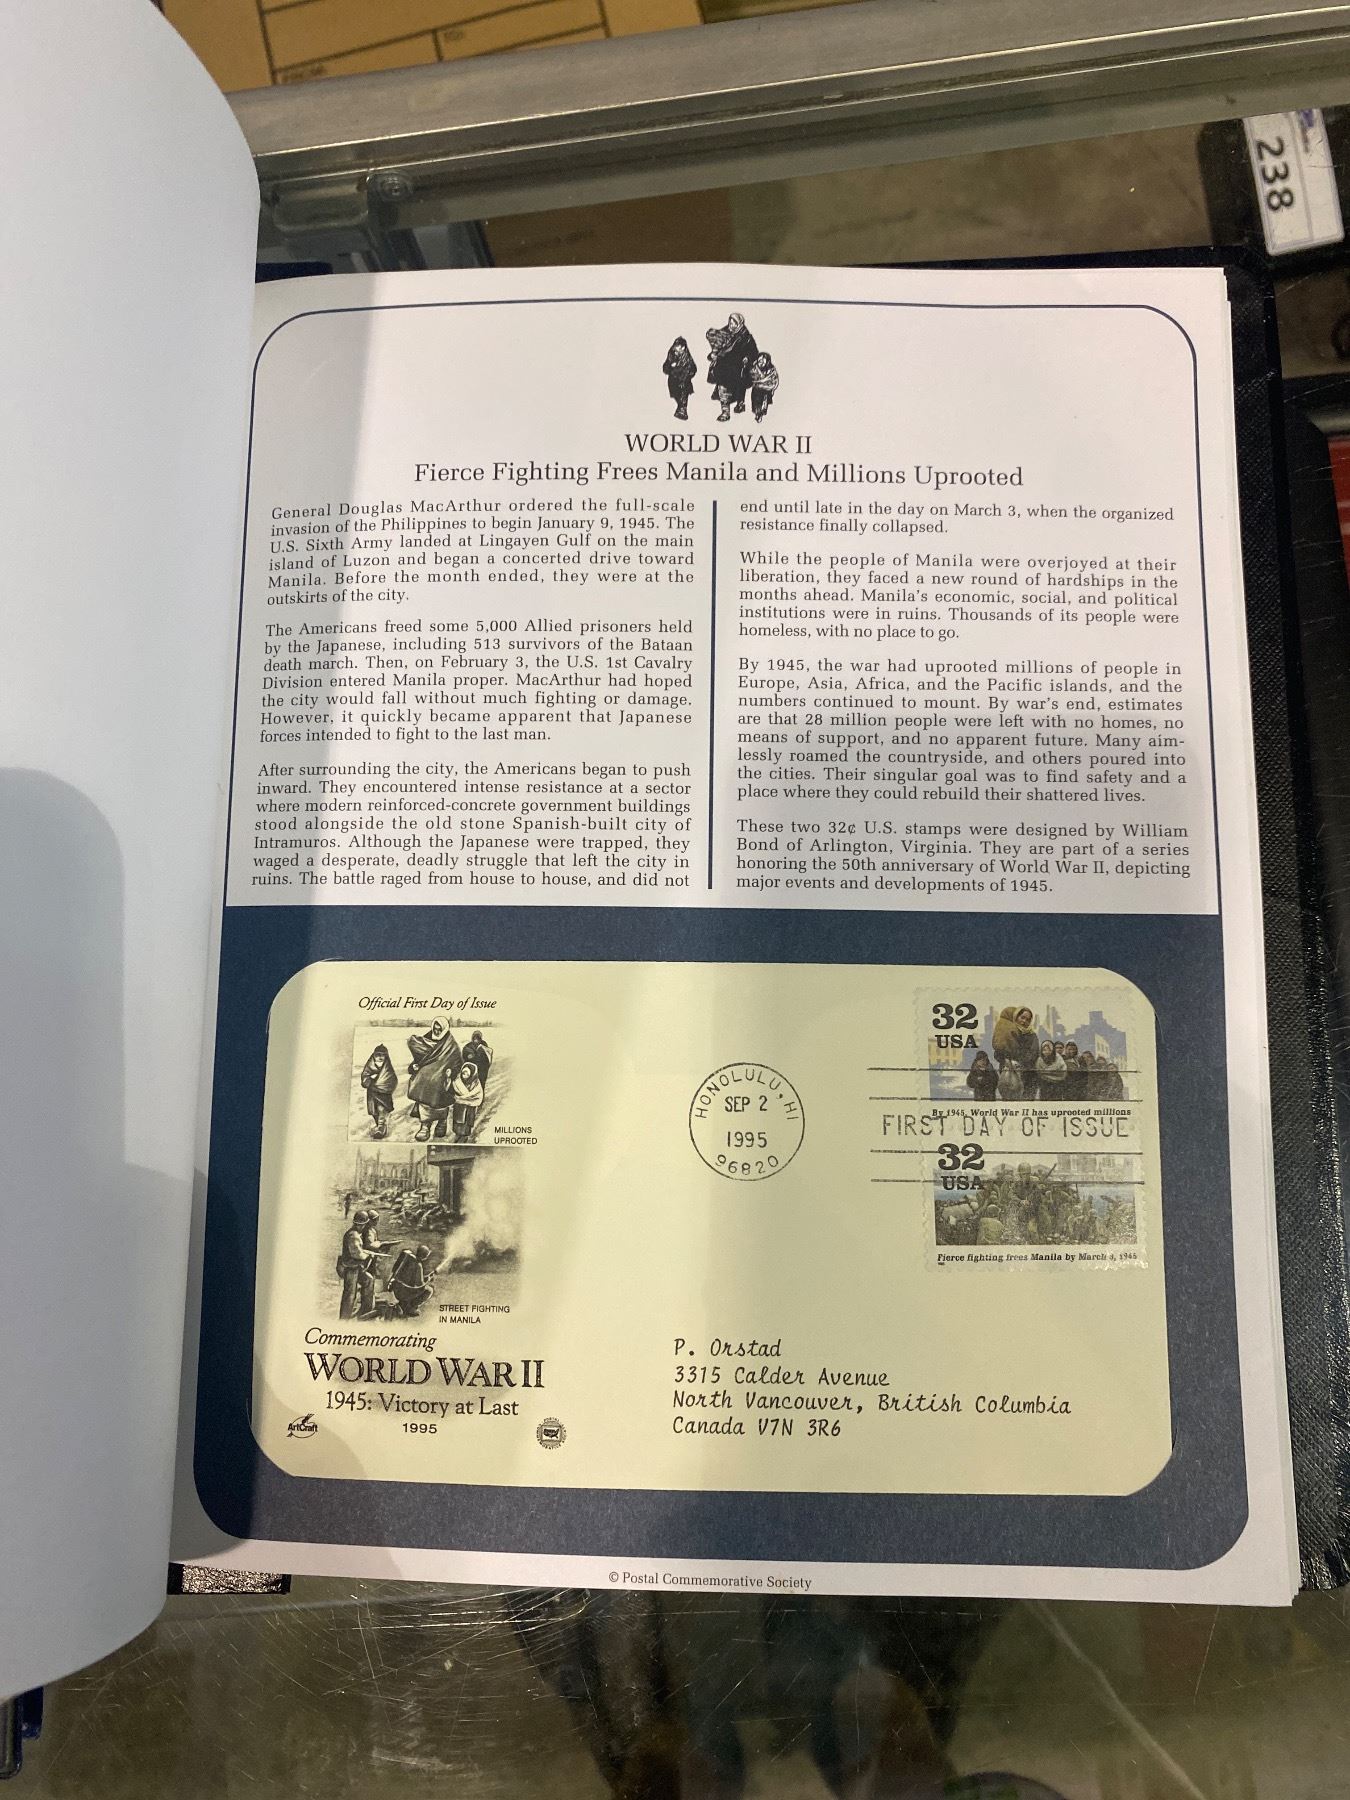 238
WORLD WAR II
Fierce Fighting Frees Manila and Millions Uprooted
General Douglas MacArthur ordered the full-scale
invasion of the Philippines to begin January 9, 1945. The
U.S. Sixth Army landed at Lingayen Gulf on the main
island of Luzon and began a concerted drive toward
Manila. Before the month ended, they were at the
outskirts of the city.
The Americans freed some 5,000 Allied prisoners held
by the Japanese, including 513 survivors of the Bataan
death march. Then, on February 3, the U.S. 1st Cavalry
Division entered Manila proper. MacArthur had hoped
the city would fall without much fighting or damage.
However, it quickly became apparent that Japanese
forces intended to fight to the last man.
After surrounding the city, the Americans began to push
inward. They encountered intense resistance at a sector
where modern reinforced-concrete government buildings
stood alongside the old stone Spanish-built city of
Intramuros. Although the Japanese were trapped, they
waged a desperate, deadly struggle that left the city in
ruins. The battle raged from house to house, and did not
end until late in the day on March 3, when the organized
resistance finally collapsed.
While the people of Manila were overjoyed at their
liberation, they faced a new round of hardships in the
months ahead. Manila's economic, social, and political
institutions were in ruins. Thousands of its people were
homeless, with no place to go.
By 1945, the war had uprooted millions of people in
Europe, Asia, Africa, and the Pacific islands, and the
numbers continued to mount. By war's end, estimates
are that 28 million people were left with no homes, no
means of support, and no apparent future. Many aim-
lessly roamed the countryside, and others poured into
the cities. Their singular goal was to find safety and a
place where they could rebuild their shattered lives.
These two 32¢ U.S. stamps were designed by William
Bond of Arlington, Virginia. They are part of a series
honoring the 50th anniversary of World War II, depicting
major events and developments of 1945.
Official First Day of Issue
MILLIONS
UPROOTED
STREET FIGHTING
IN MANILA
Commemorating
WORLD WAR II
1945: Victory at Last
1995
ArtCraft
HONOLULU, HI
SEP 2
1995
96820
32
USA
By 1945, World War II has uprooted millions
FIRST DAY OF ISSUE
32
USA
Fierce fighting frees Manila by March 3, 1945
P. Orstad
3315 Calder Avenue
North Vancouver, British Columbia
Canada V7N 3R6
© Postal Commemorative Society